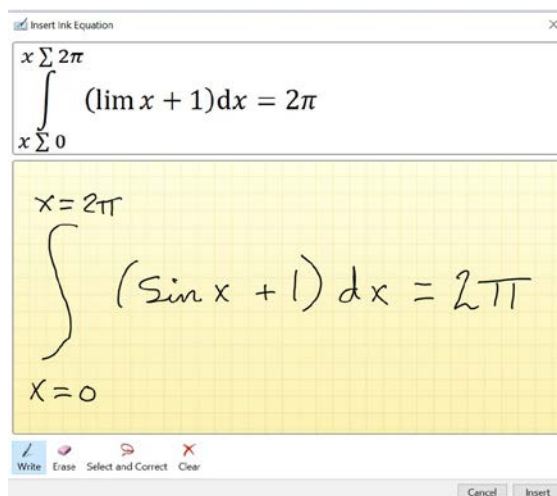 Insert Ink Equation
x ∑ 2π
∫ (lim x + 1)dx = 2π
x ∑ 0
x = 2π
∫ (sin x + 1) dx = 2π
x = 0
Write Erase Select and Correct Clear
Cancel Insert